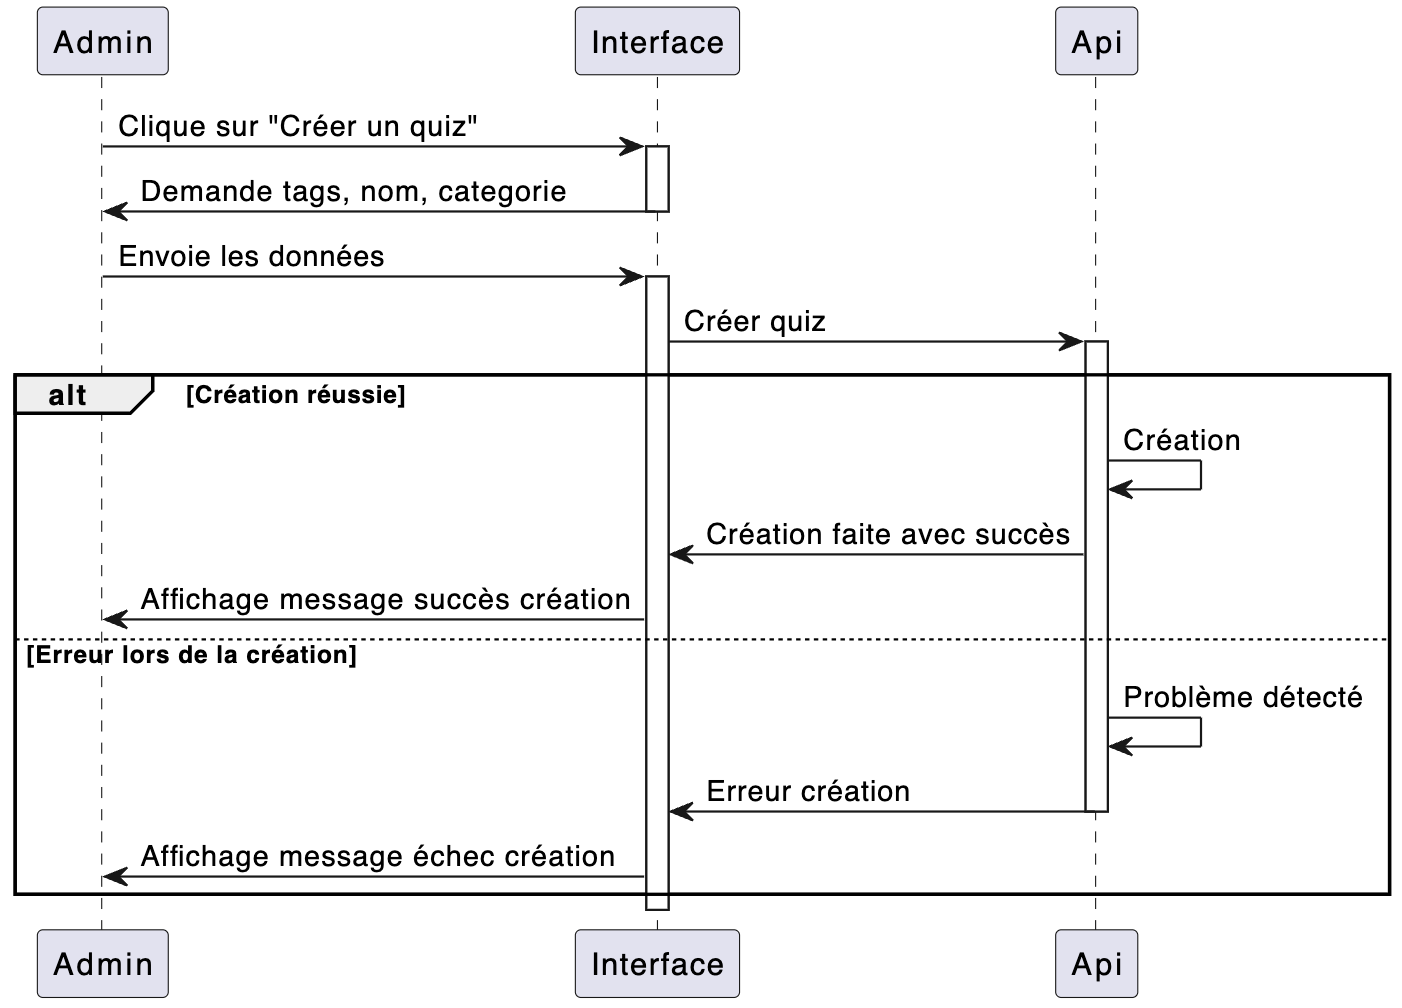 Admin
Interface
Api
Clique sur "Créer un quiz"
Demande tags, nom, categorie
Envoie les données
Créer quiz
alt
[Création réussie]
Création
Création faite avec succès
Affichage message succès création
[Erreur lors de la création]
Problème détecté
Erreur création
Affichage message échec création
Admin
Interface
Api